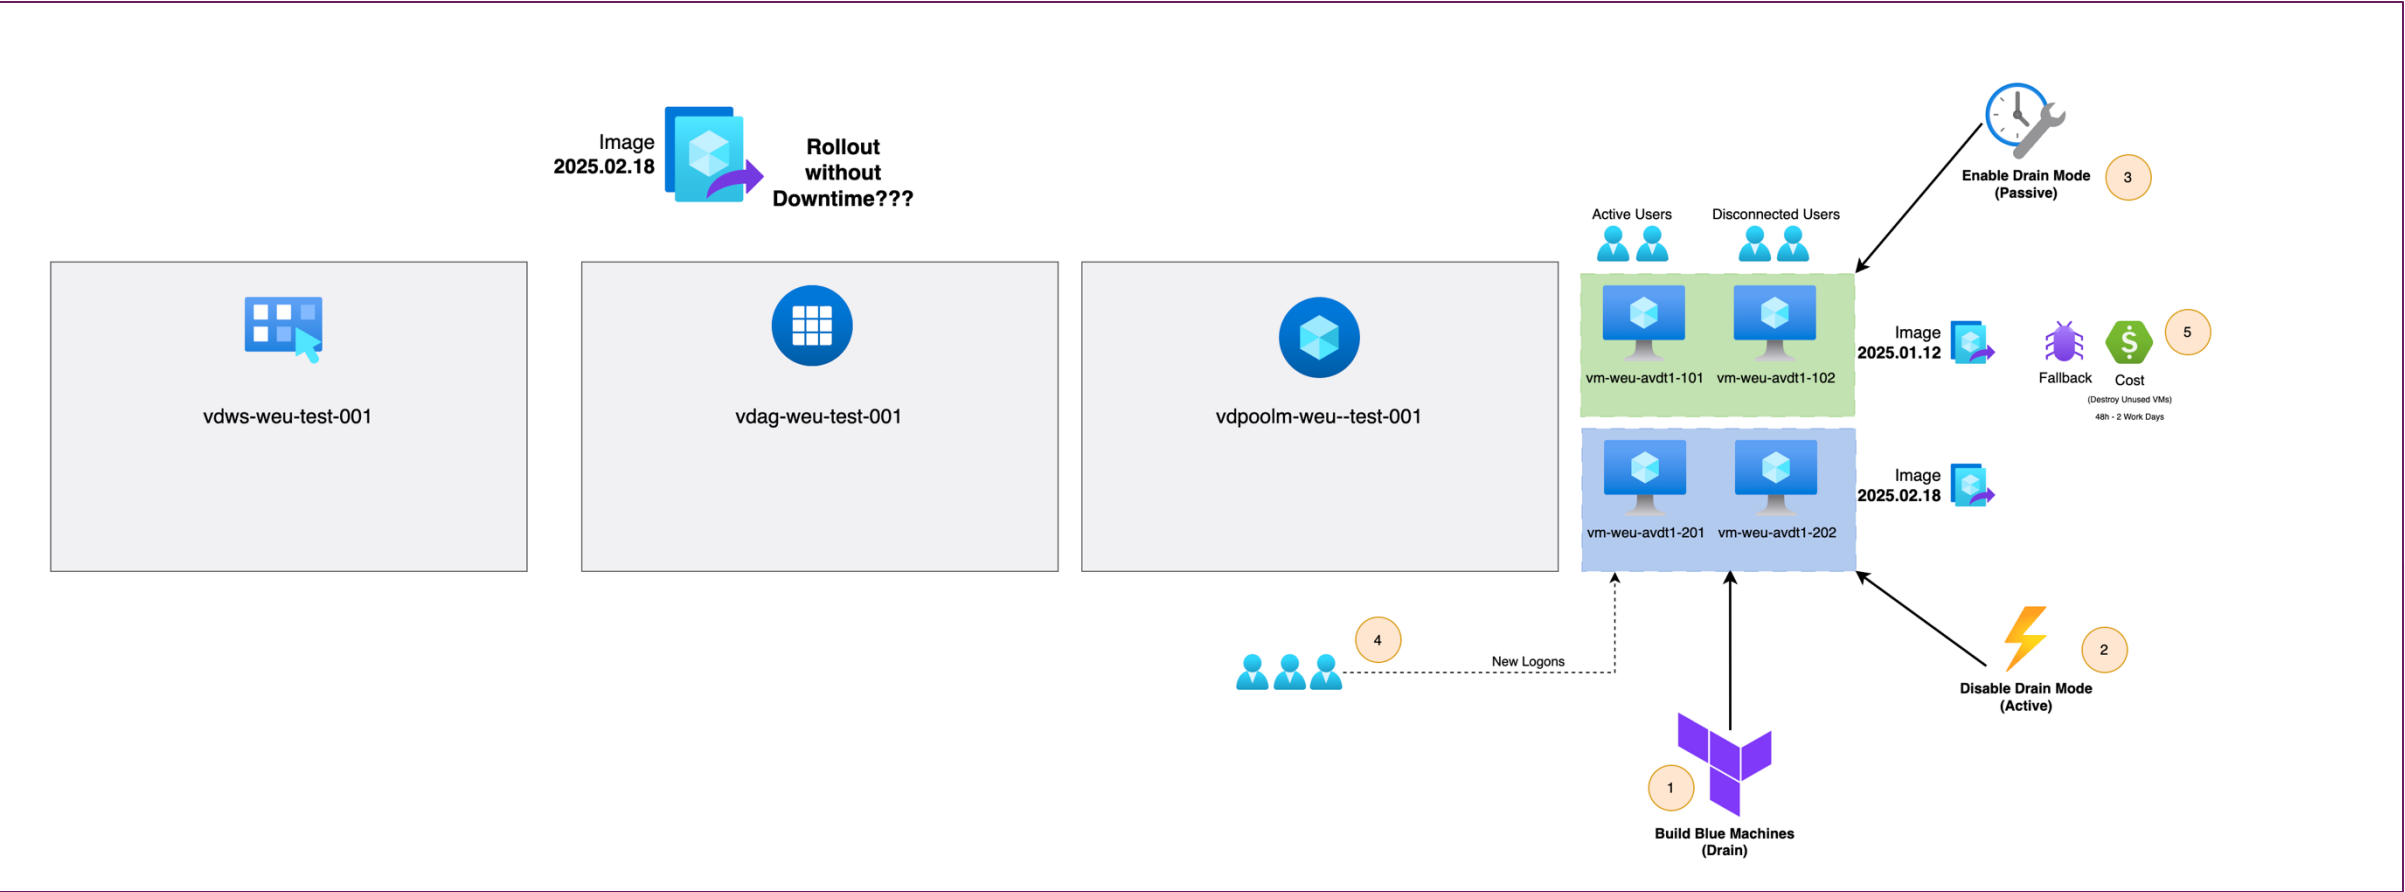 Image
2025.02.18
Rollout
without
Downtime???
vdws-weu-test-001
vdag-weu-test-001
vdpoolm-weu--test-001
Active Users
Disconnected Users
vm-weu-avdt1-101
vm-weu-avdt1-102
vm-weu-avdt1-201
vm-weu-avdt1-202
Enable Drain Mode
(Passive)
3
Image
2025.01.12
Fallback
$
Cost
(Destroy Unused VMs)
48h - 2 Work Days
5
Image
2025.02.18
4
New Logons
2
Disable Drain Mode
(Active)
1
Build Blue Machines
(Drain)